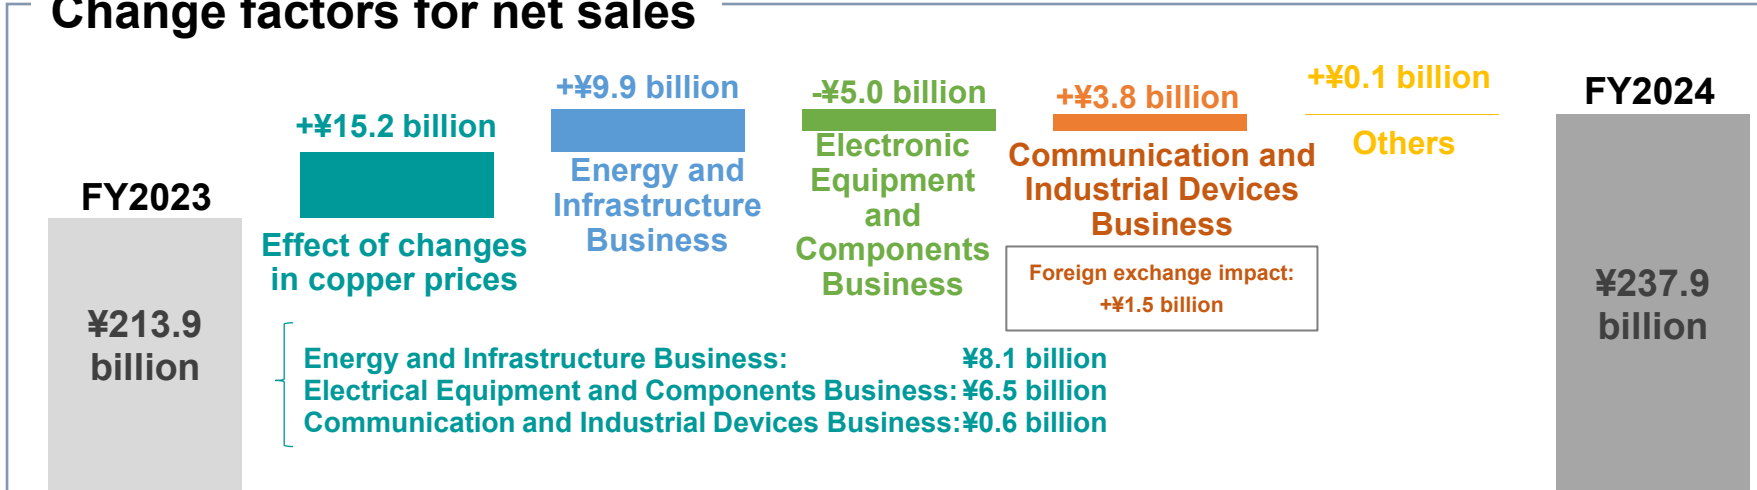 Change factors for net sales
FY2023
¥213.9
billion
+¥15.2 billion
Effect of changes
in copper prices
+¥9.9 billion
Energy and
Infrastructure
Business
-¥5.0 billion
Electronic
Equipment
and
Components
Business
+¥3.8 billion
Communication and
Industrial Devices
Business
Foreign exchange impact:
+¥1.5 billion
+¥0.1 billion
Others
FY2024
¥237.9
billion
Energy and Infrastructure Business: ¥8.1 billion
Electrical Equipment and Components Business: ¥6.5 billion
Communication and Industrial Devices Business: ¥0.6 billion